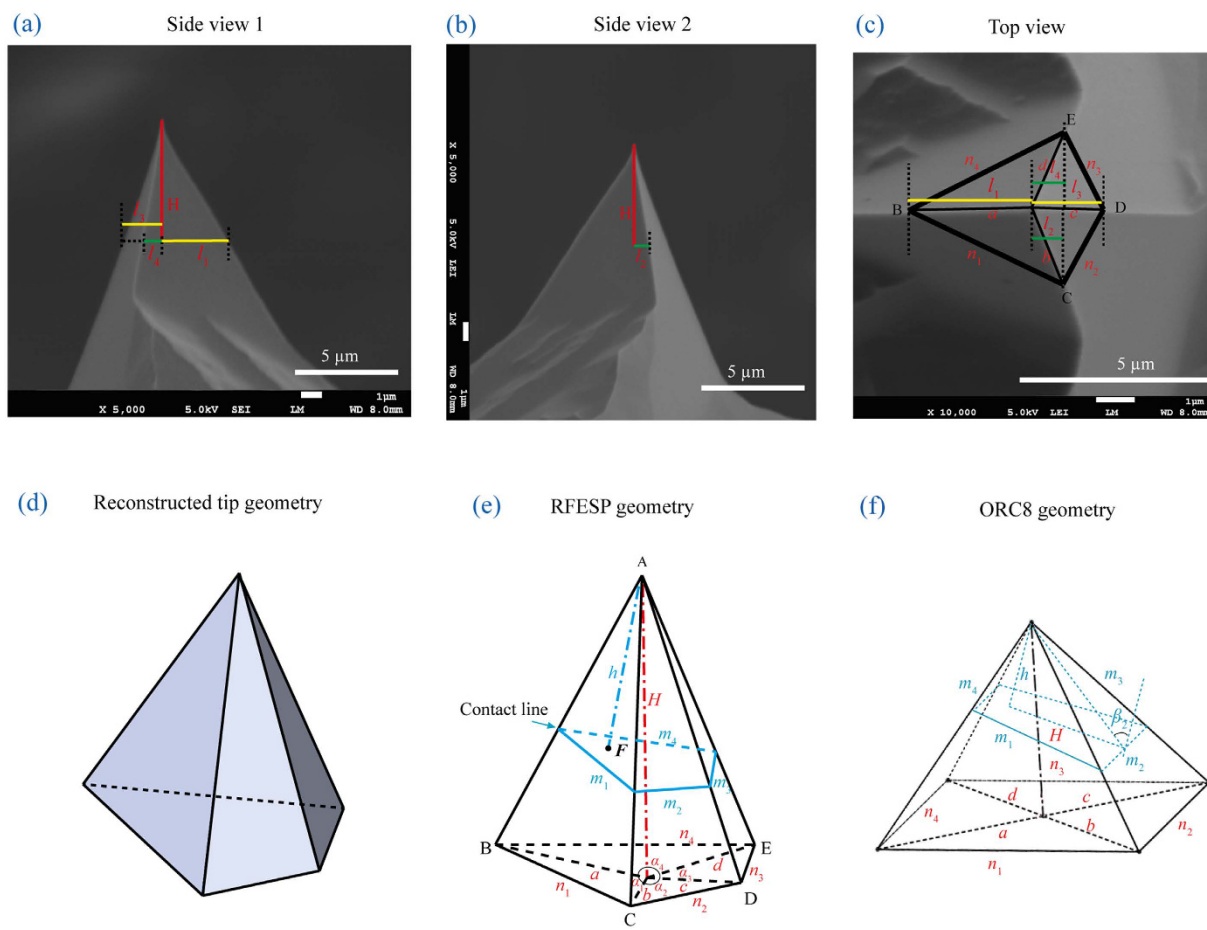 (a)
Side view 1
l3
H
l4
l1
5 µm
1µm
X 5,000 5.0kV SEI LM WD 8.0mm
(b)
Side view 2
H
l2
5 µm
X 5,000 5.0kV LEI LM WD 8.0mm
1µm
(c)
Top view
E
n4
d
l4
n3
l1
l3
B
a
c
D
l2
b
n1
n2
C
5 µm
1µm
X 10,000 5.0kV LEI LM WD 8.0mm
(d)
Reconstructed tip geometry
(e)
RFESP geometry
A
h
H
Contact line
F
m4
m1
m2
m3
B
n4
E
a
α4
d
α3
n3
n1
α
α2
b
c
D
n2
C
(f)
ORC8 geometry
m3
m4
h
β2
m1
H
m2
n3
d
c
n4
a
b
n2
n1